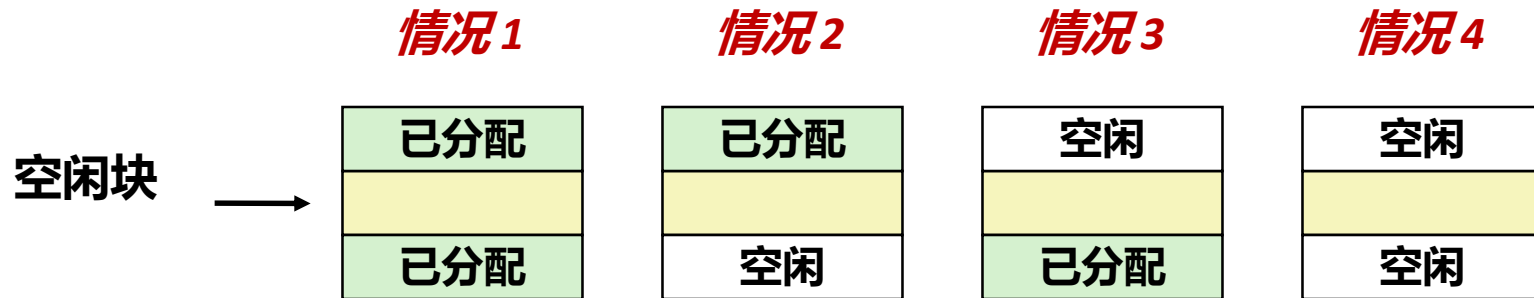 情况 1 情况 2 情况 3 情况 4
已分配 已分配 空闲 空闲
空闲块
已分配 空闲 已分配 空闲